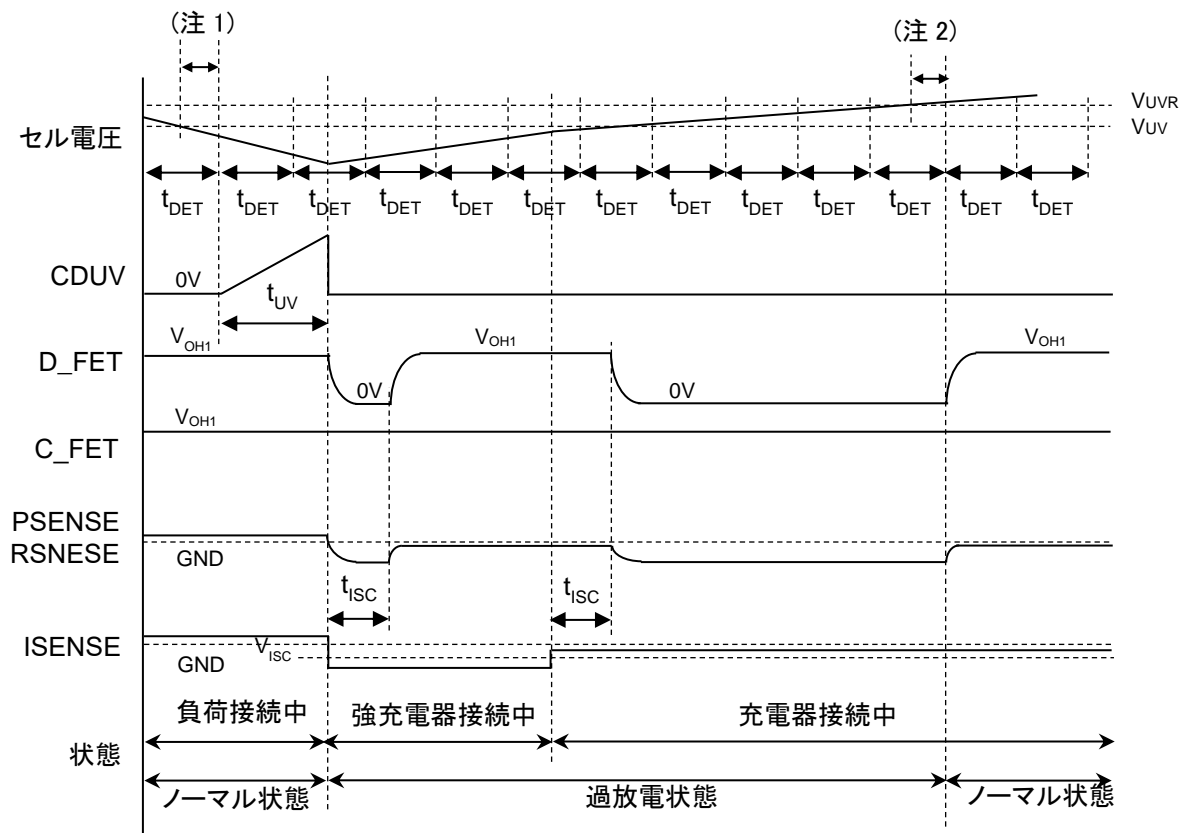 (注 1)
(注 2)
VUVR
VUV
セル電圧
tDET tDET tDET tDET tDET tDET tDET tDET tDET tDET tDET tDET tDET
CDUV
0V
tUV
VOH1 VOH1 VOH1
D_FET
0V 0V
VOH1
C_FET
PSENSE
RSNESE
GND
tISC tISC
ISENSE
VISC
GND
負荷接続中 強充電器接続中 充電器接続中
状態
ノーマル状態 過放電状態 ノーマル状態